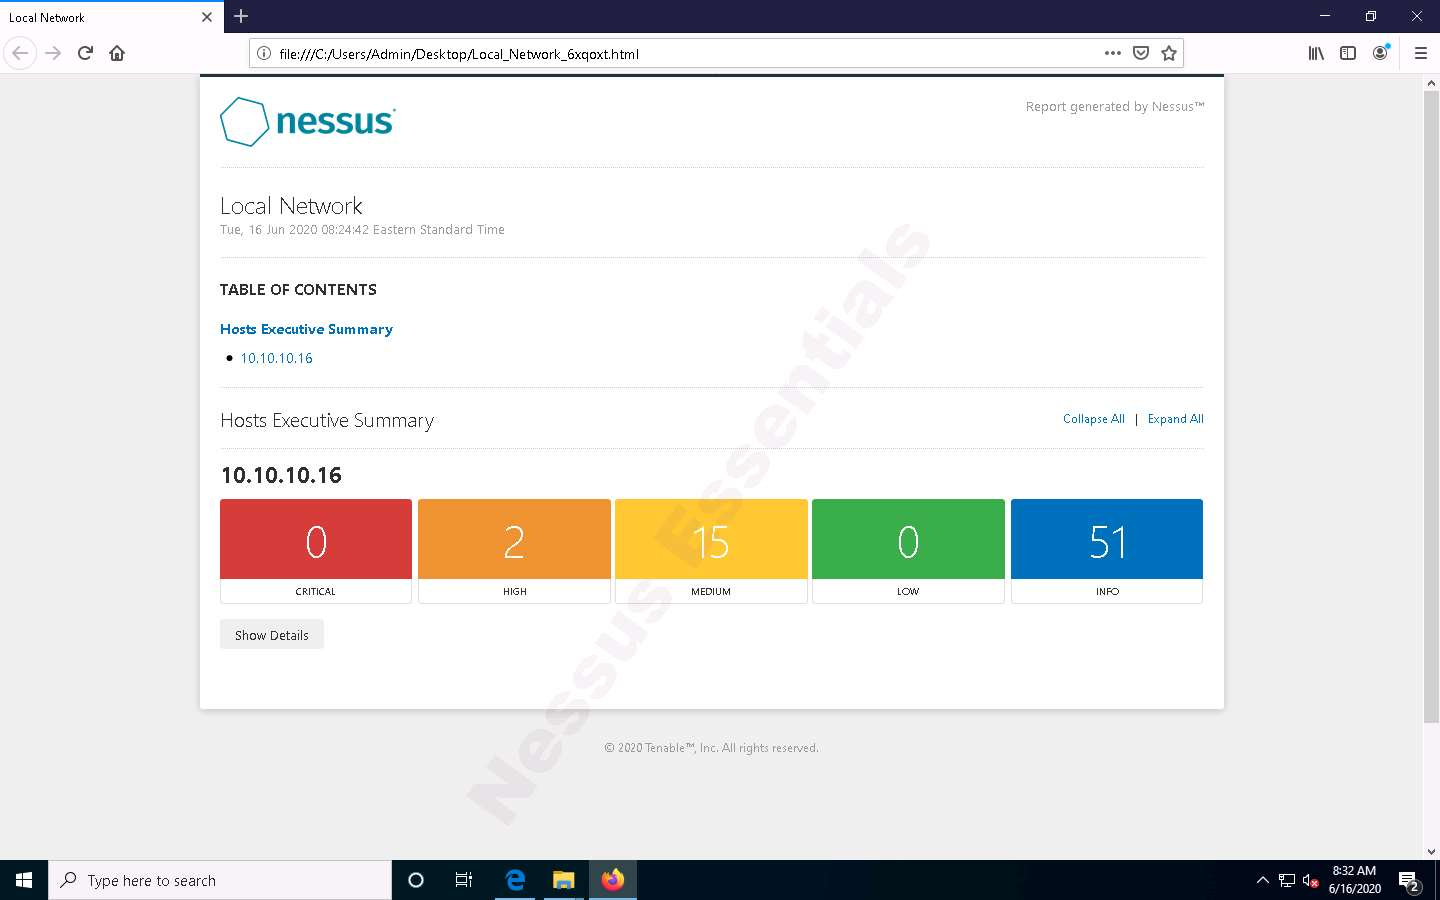 Local Network
file:///C:/Users/Admin/Desktop/Local_Network_6xqoxt.html
nessus
Report generated by Nessus™
Local Network
Tue, 16 Jun 2020 08:24:42 Eastern Standard Time
TABLE OF CONTENTS
Hosts Executive Summary
• 10.10.10.16
Hosts Executive Summary
Collapse All | Expand All
10.10.10.16
0 2 15 0 51
CRITICAL HIGH MEDIUM LOW INFO
Show Details
Nessus Essentials
© 2020 Tenable™, Inc. All rights reserved.
Type here to search
8:32 AM
6/16/2020
2